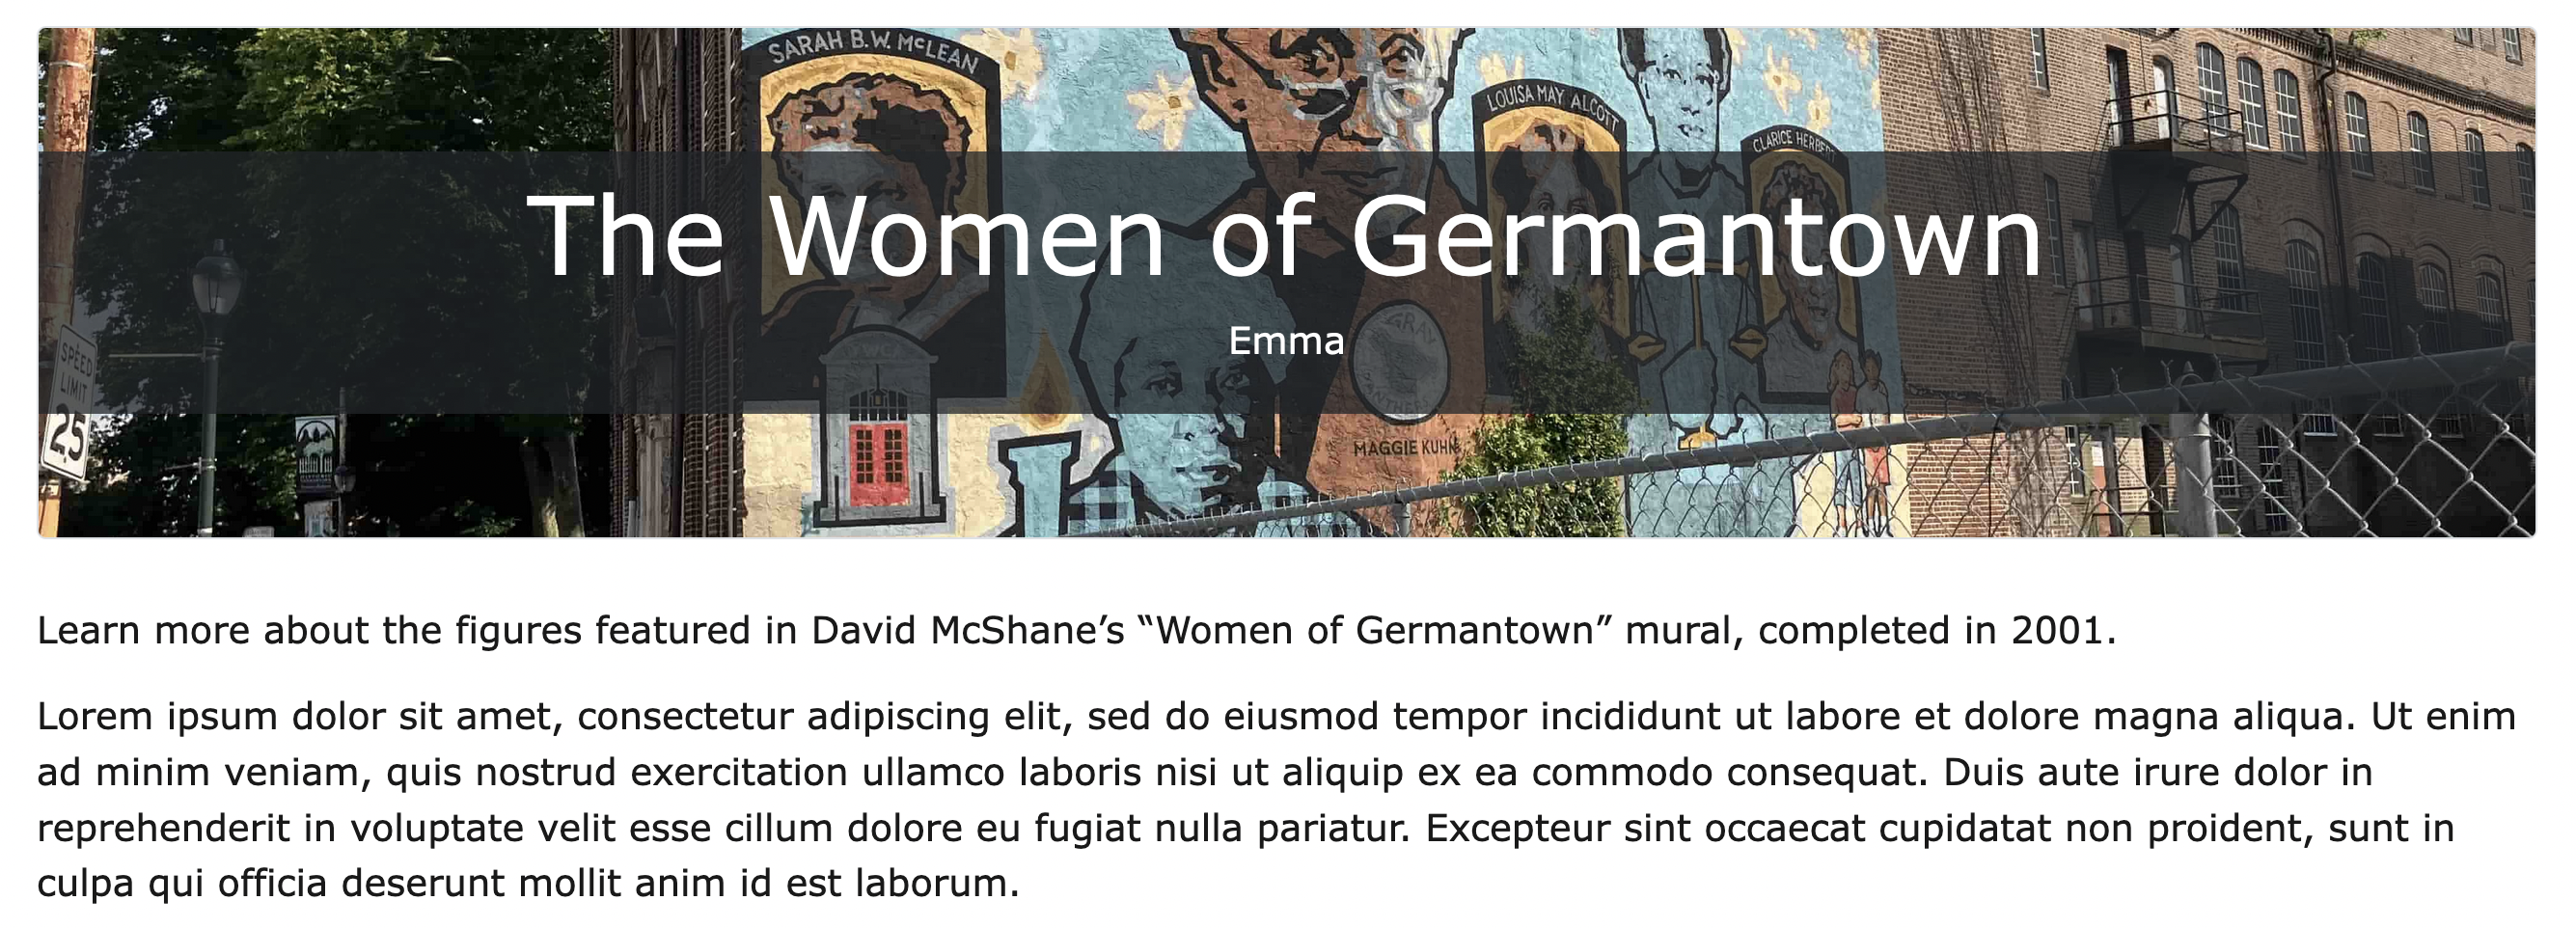 SARAH B.W. McLEAN
LOUISA MAY ALCOTT
CLARICE HERBERT
The Women of Germantown
Emma
GRAY
PANTHERS
YWCA
SPEED
LIMIT
25
MAGGIE KUHN
Learn more about the figures featured in David McShane’s “Women of Germantown” mural, completed in 2001.
Lorem ipsum dolor sit amet, consectetur adipiscing elit, sed do eiusmod tempor incididunt ut labore et dolore magna aliqua. Ut enim
ad minim veniam, quis nostrud exercitation ullamco laboris nisi ut aliquip ex ea commodo consequat. Duis aute irure dolor in
reprehenderit in voluptate velit esse cillum dolore eu fugiat nulla pariatur. Excepteur sint occaecat cupidatat non proident, sunt in
culpa qui officia deserunt mollit anim id est laborum.